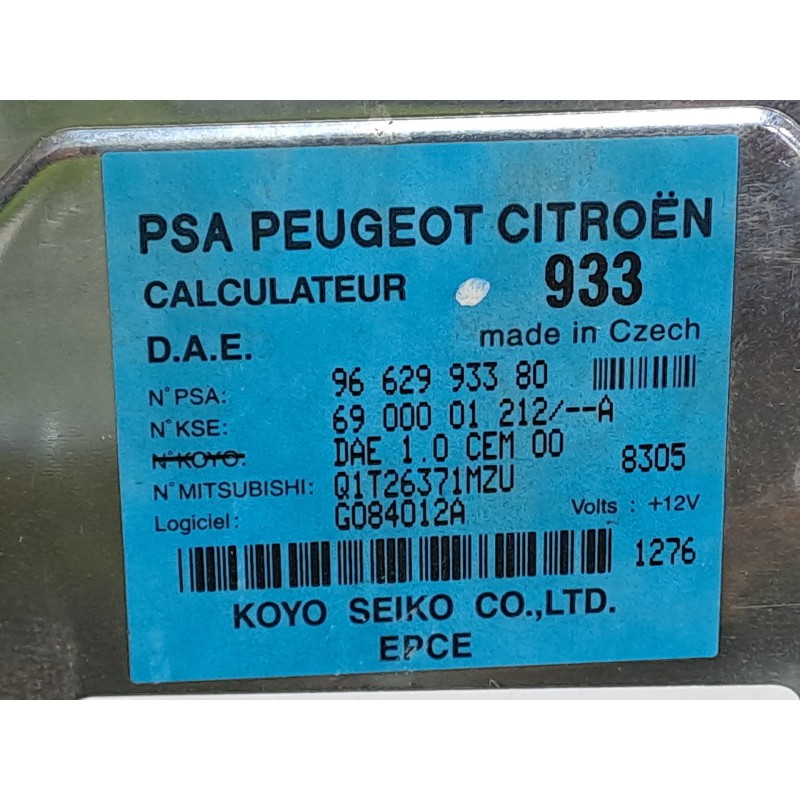 PSA PEUGEOT CITROËN
CALCULATEUR 933
D.A.E. made in Czech
N° PSA: 96 629 933 80
N° KSE: 69 000 01 212/--A
N° KOYO: DAE 1.0 CEM 00 8305
N° MITSUBISHI: Q1T26371MZU
Logiciel: G084012A Volts : +12V
1276
KOYO SEIKO CO.,LTD.
EPCE